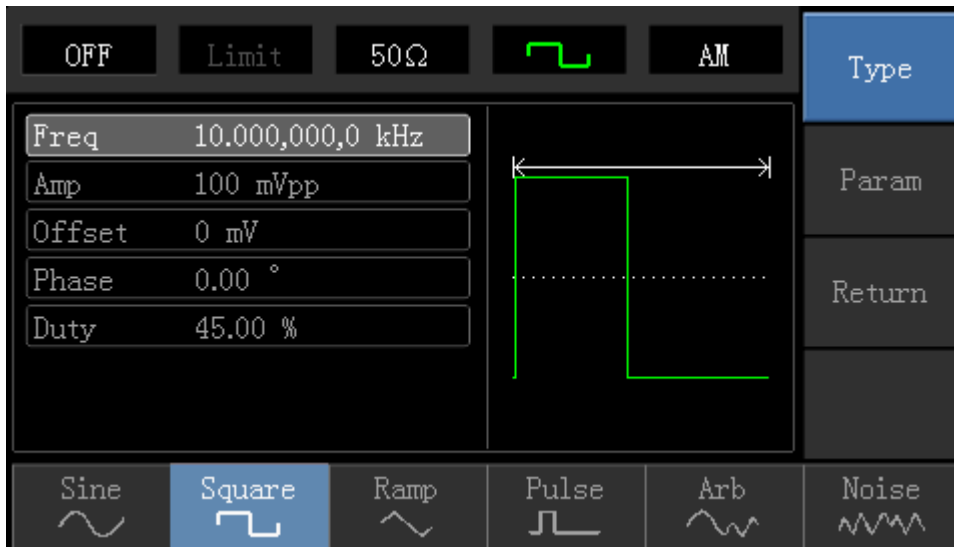 OFF Limit 50Ω AM
Type
Freq 10.000,000,0 kHz
Amp 100 mVpp
Offset 0 mV
Phase 0.00 °
Duty 45.00 %
Param
Return
Sine Square Ramp Pulse Arb Noise